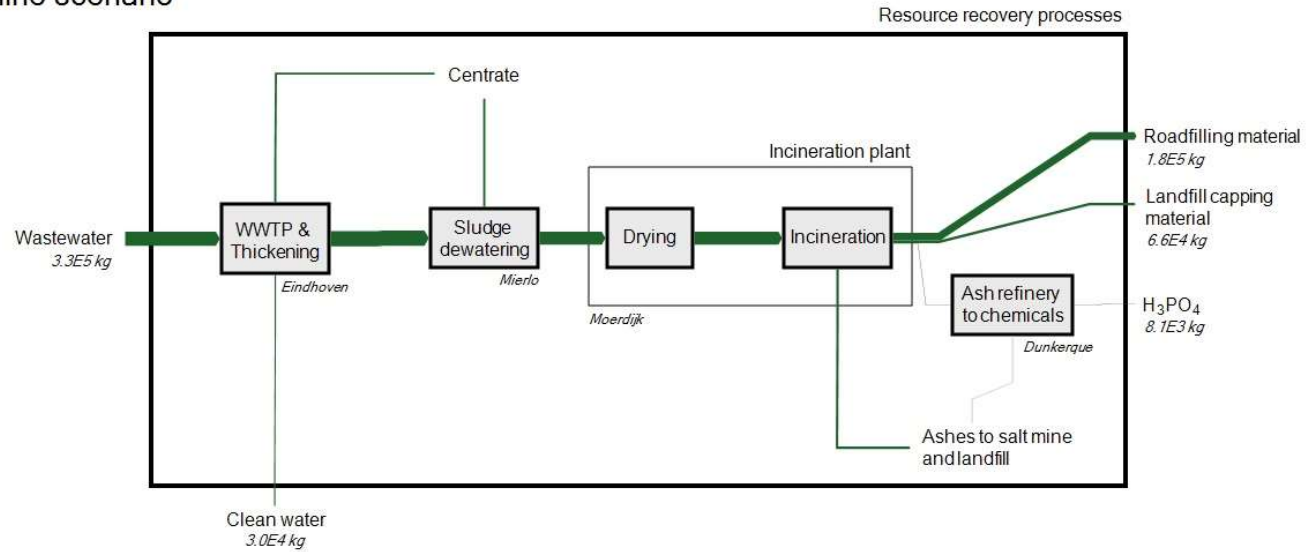 Resource recovery processes
Centrate
Incineration plant
Roadfilling material
1.8E5 kg
Landfill capping
material
6.6E4 kg
Wastewater
3.3E5 kg
WWTP &
Thickening
Eindhoven
Sludge
dewatering
Mierlo
Drying
Incineration
Moerdijk
Ash refinery
to chemicals
Dunkerque
H₃PO₄
8.1E3 kg
Ashes to salt mine
and landfill
Clean water
3.0E4 kg